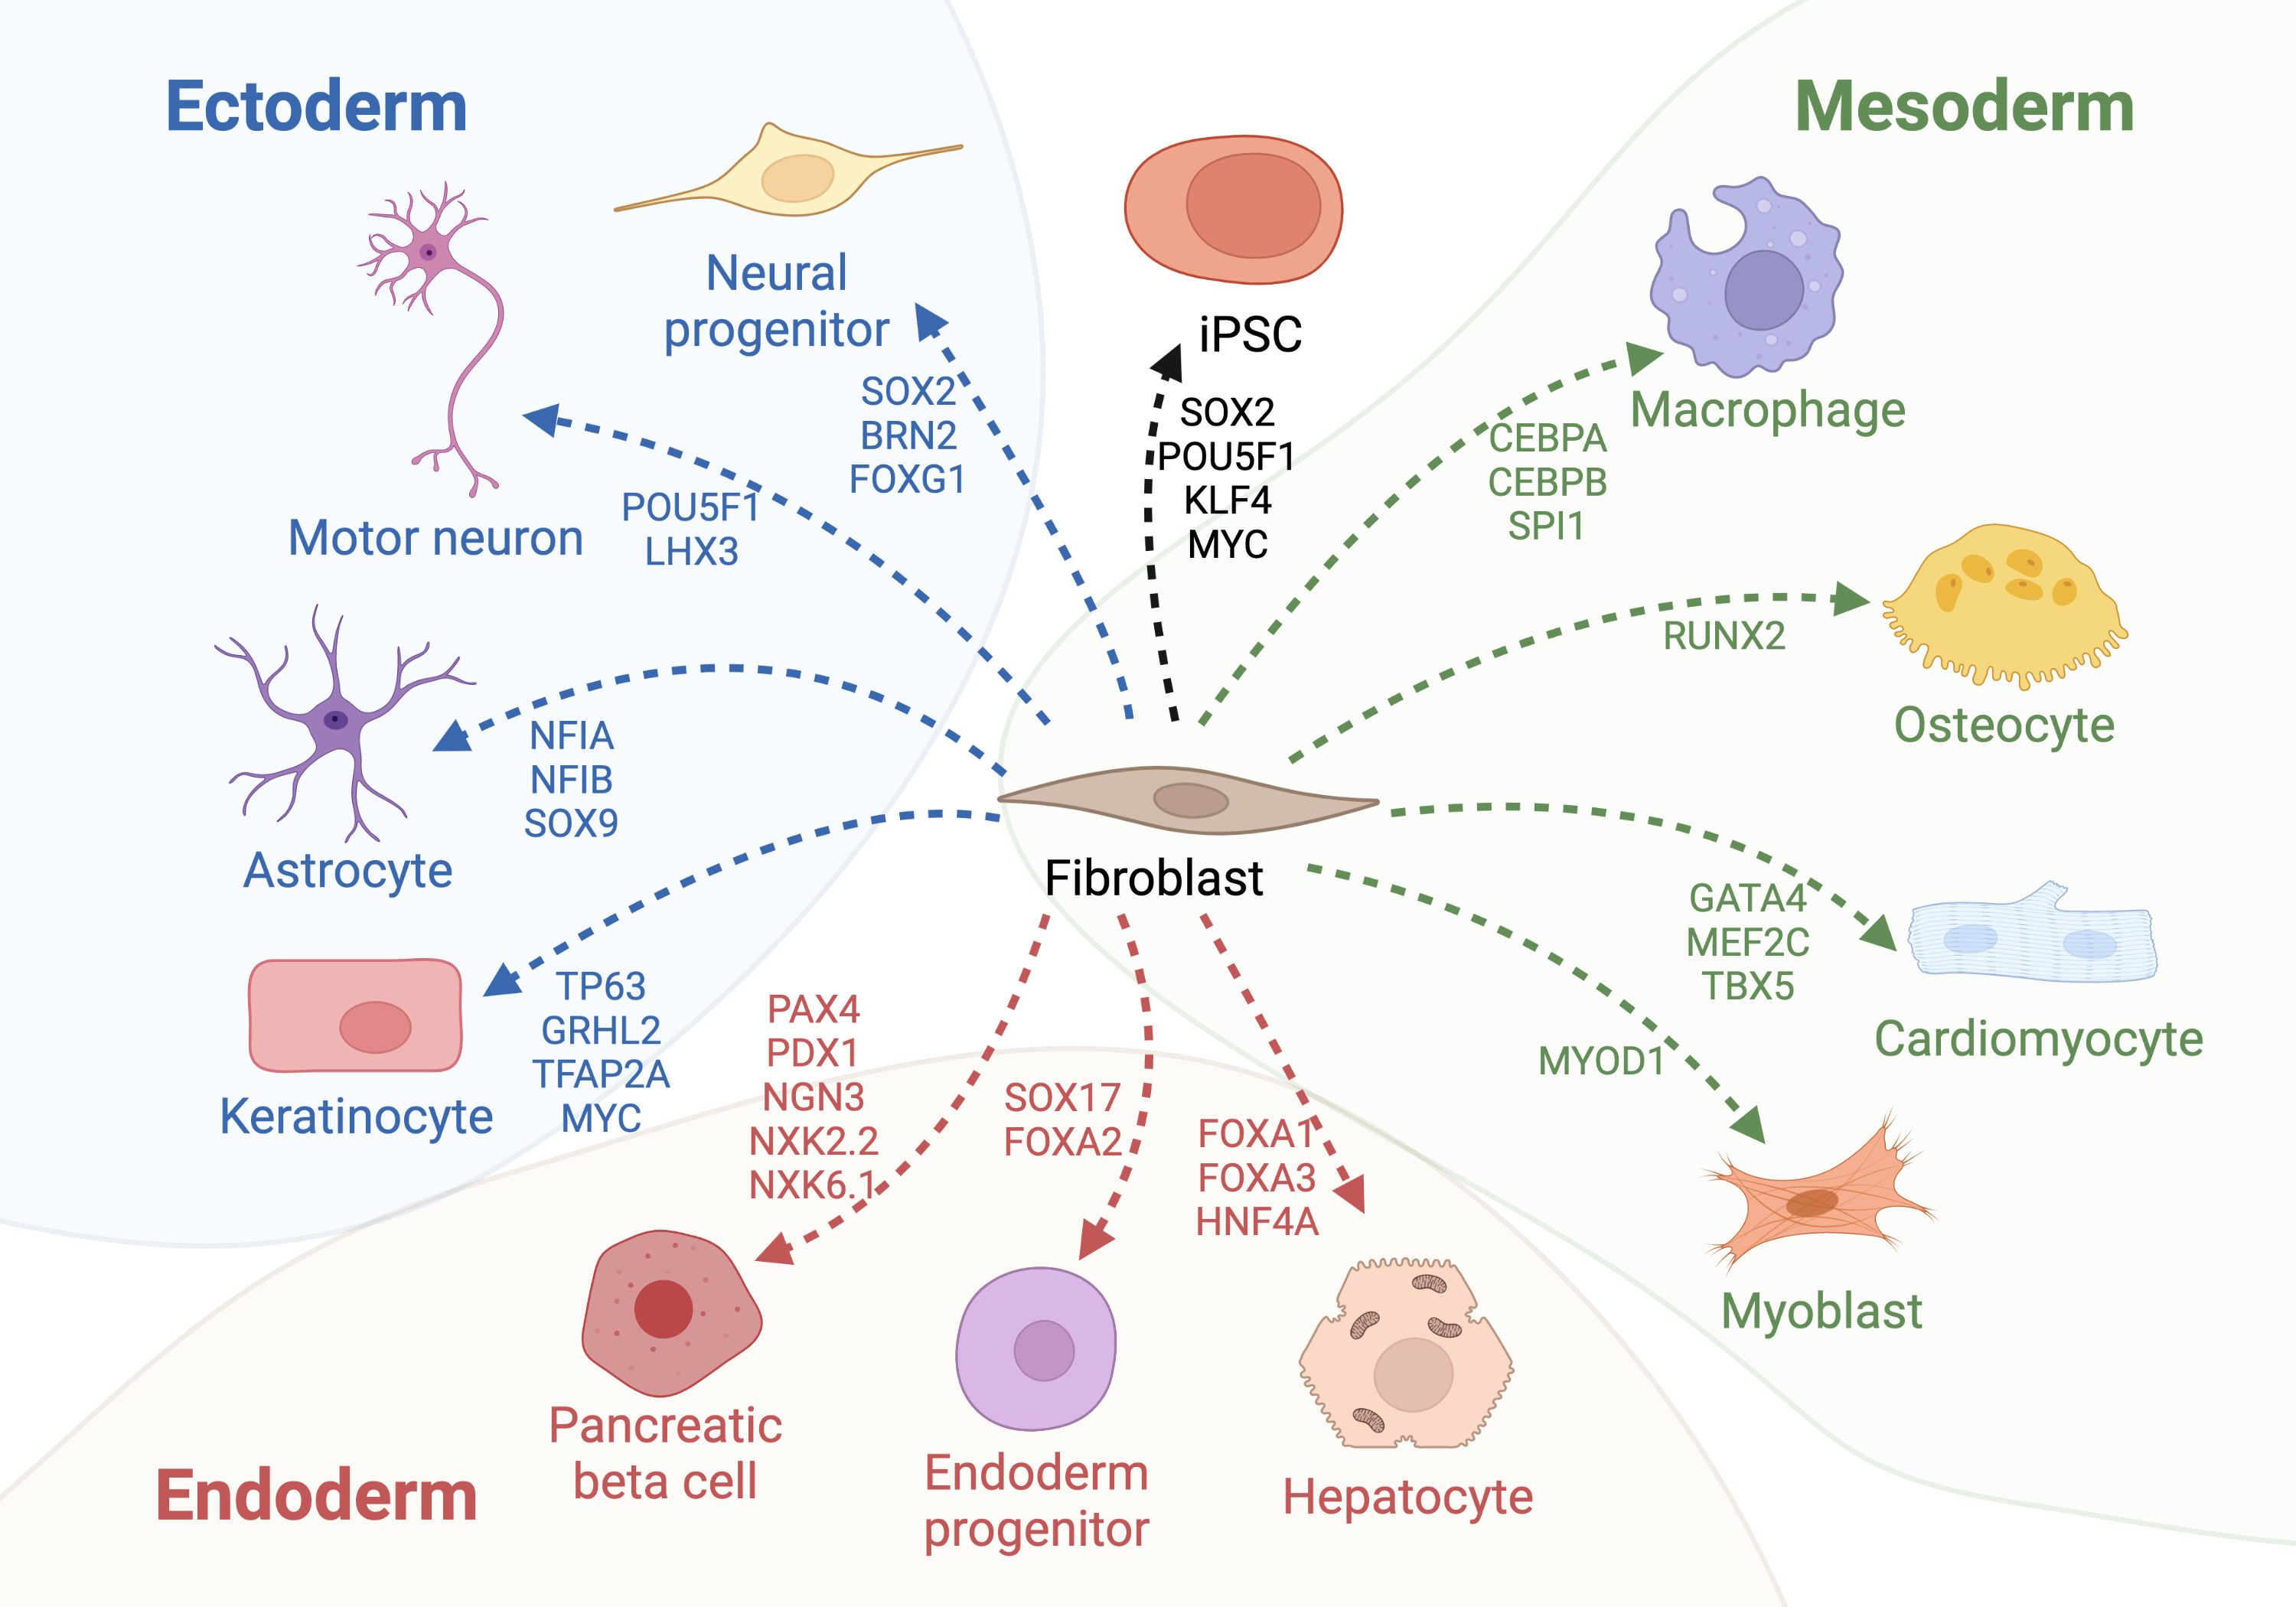 Ectoderm
Mesoderm
Neural
progenitor
SOX2
BRN2
FOXG1
Motor neuron
POU5F1
LHX3
Astrocyte
NFIA
NFIB
SOX9
Keratinocyte
TP63
GRHL2
TFAP2A
MYC
iPSC
SOX2
POU5F1
KLF4
MYC
Macrophage
CEBPA
CEBPB
SPI1
Osteocyte
RUNX2
Fibroblast
GATA4
MEF2C
TBX5
Cardiomyocyte
MYOD1
Myoblast
PAX4
PDX1
NGN3
NXK2.2
NXK6.1
Pancreatic
beta cell
SOX17
FOXA2
Endoderm
progenitor
FOXA1
FOXA3
HNF4A
Hepatocyte
Endoderm